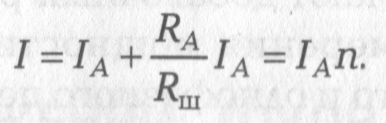 I = I_A + \frac{R_A}{R_ш} I_A = I_A n.